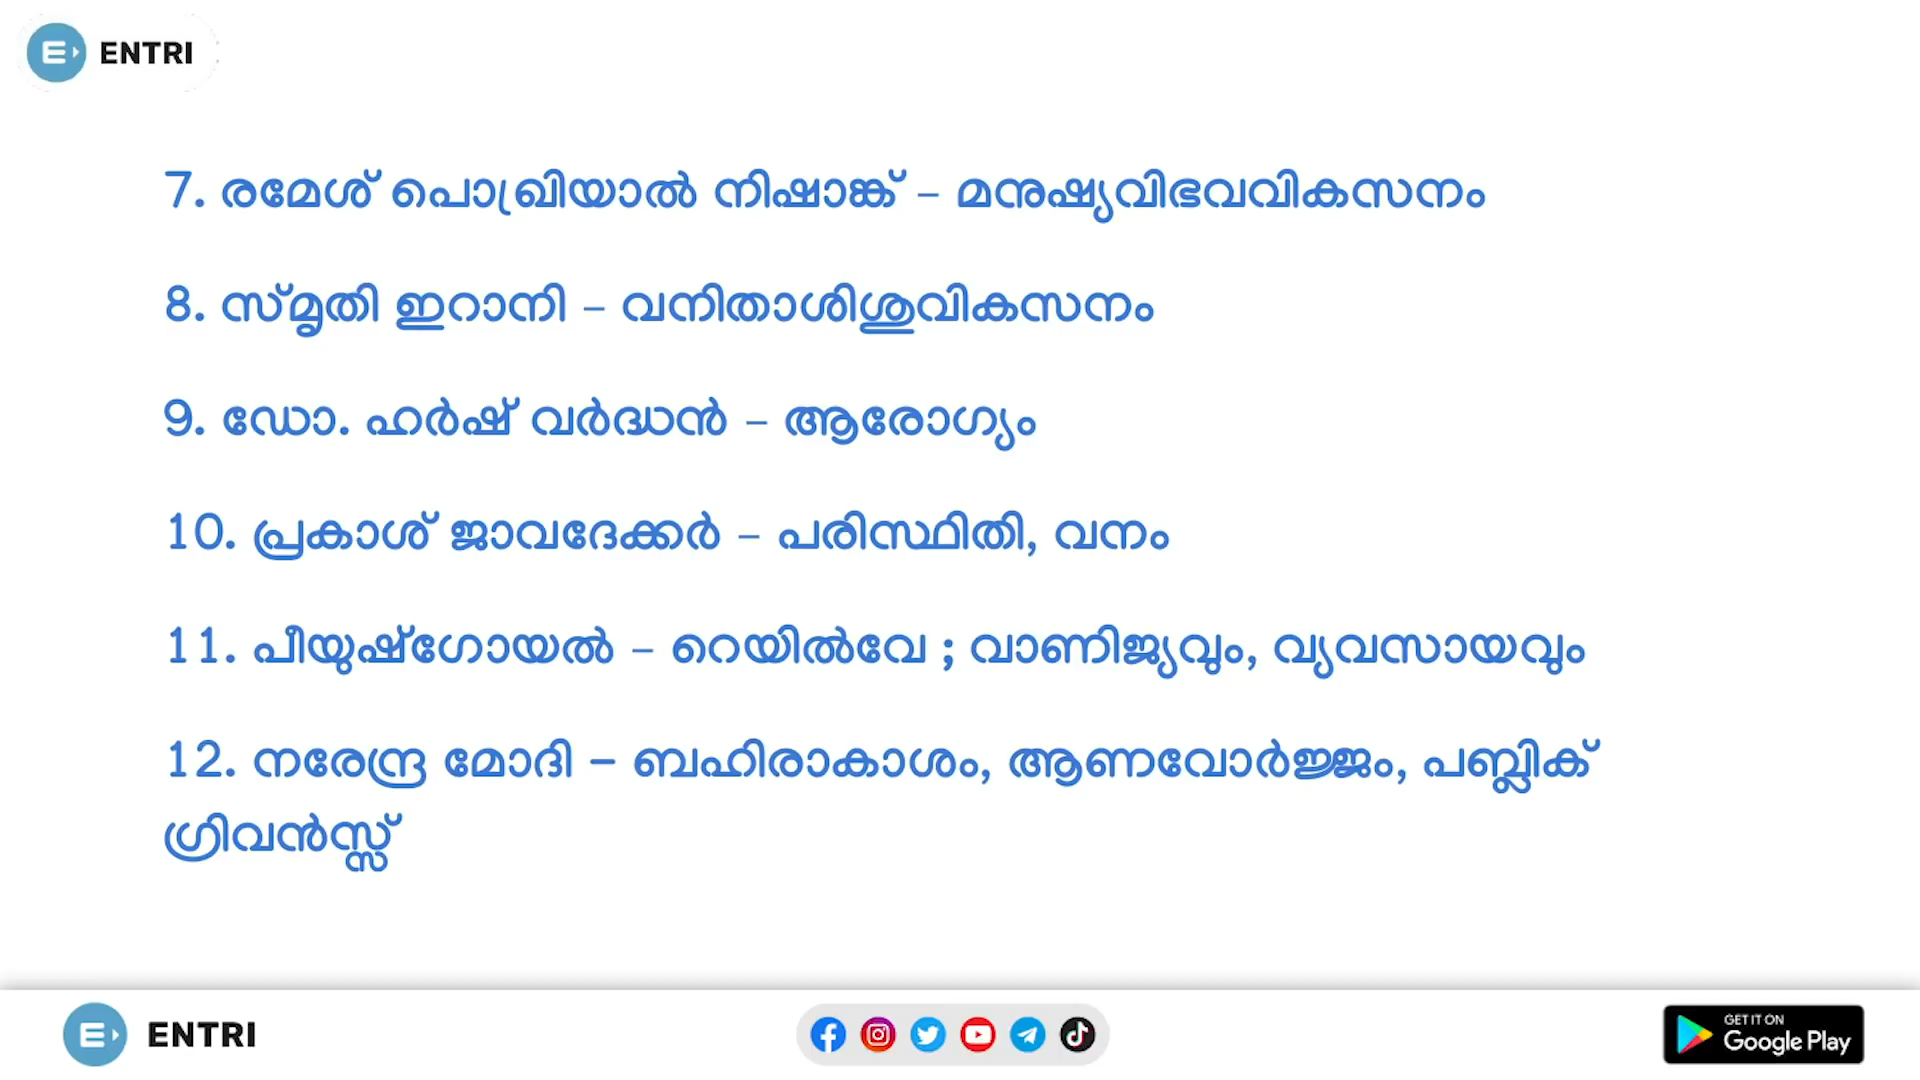 ENTRI
7. രമേശ് പൊഖ്രിയാൽ നിഷാങ്ക് – മനുഷ്യവിഭവവികസനം
8. സ്മൃതി ഇറാനി – വനിതാശിശുവികസനം
9. ഡോ. ഹർഷ് വർദ്ധൻ – ആരോഗ്യം
10. പ്രകാശ് ജാവദേക്കർ – പരിസ്ഥിതി, വനം
11. പീയുഷ്ഗോയൽ – റെയിൽവേ ; വാണിജ്യവും, വ്യവസായവും
12. നരേന്ദ്ര മോദി – ബഹിരാകാശം, ആണവോർജ്ജം, പബ്ലിക്
ഗ്രിവൻസ്സ്
ENTRI
GET IT ON
Google Play